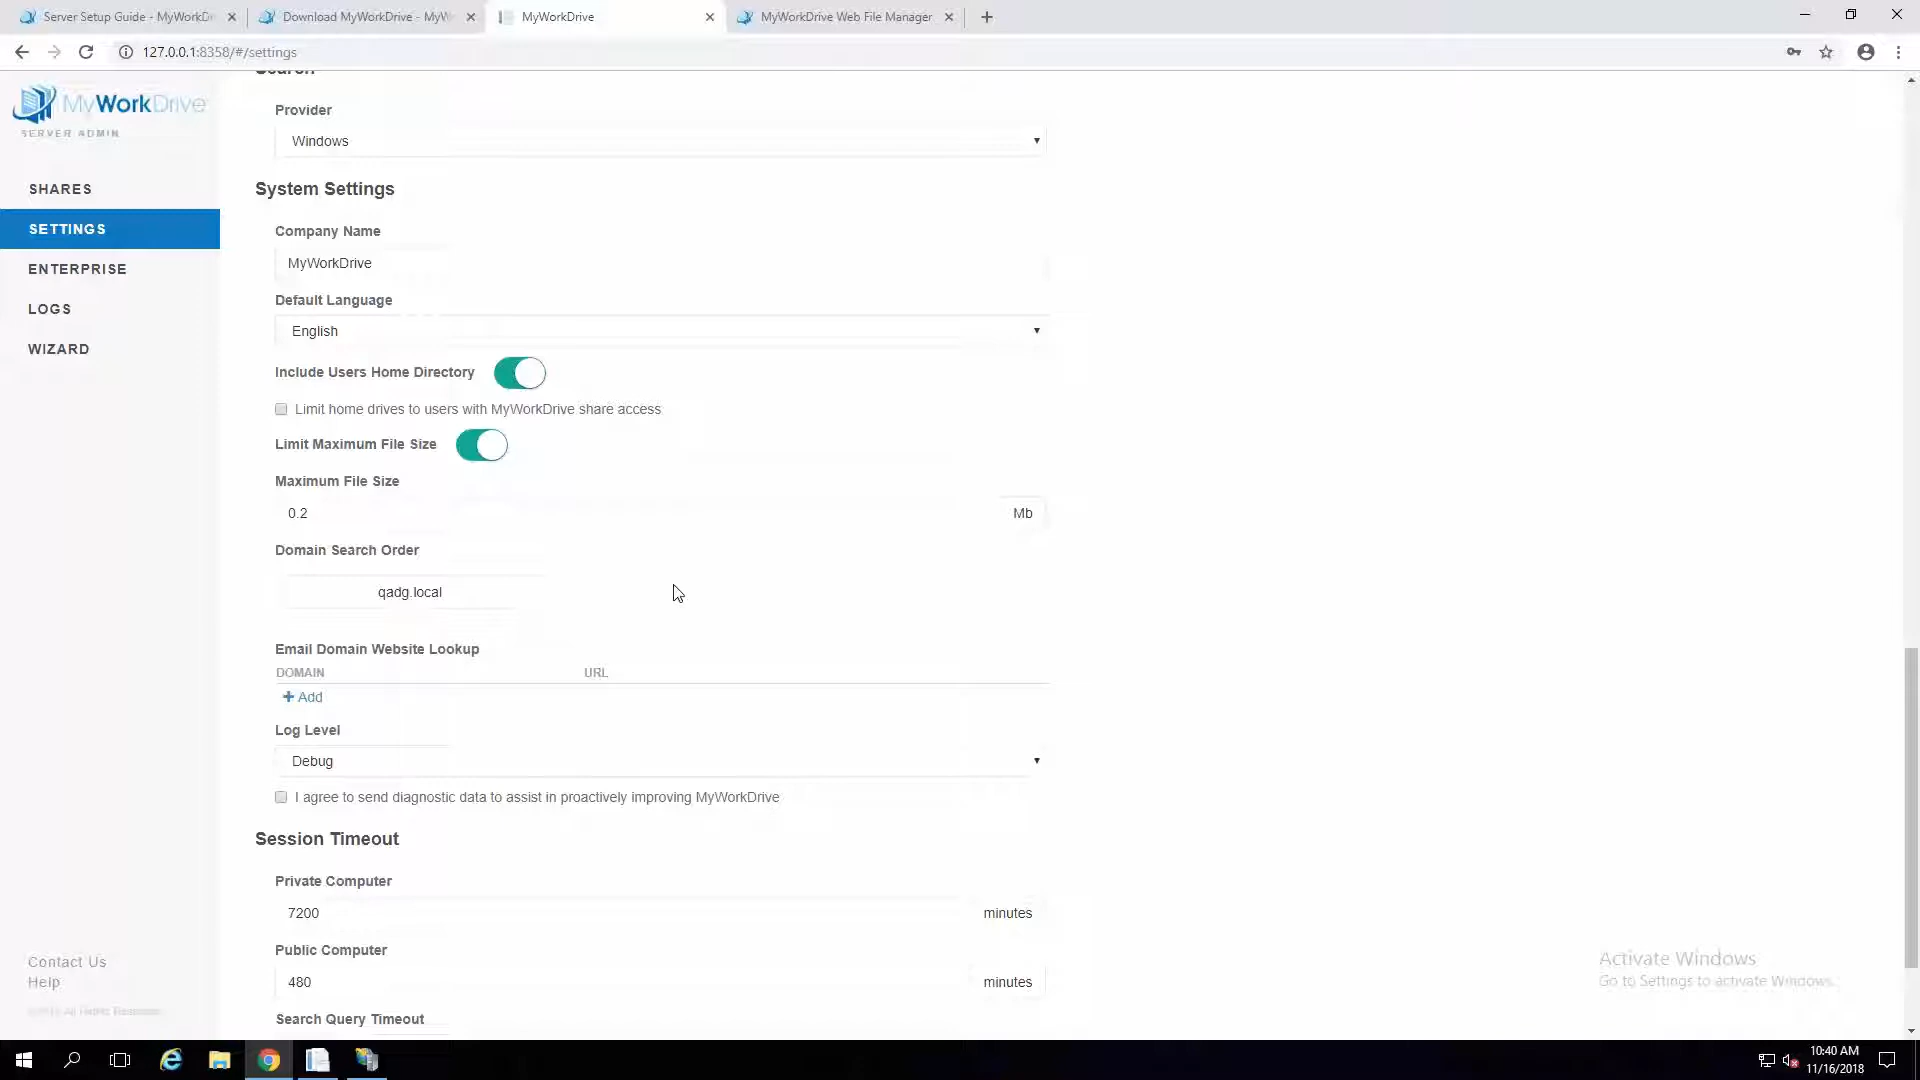 Server Setup Guide - MyWorkDr
Download MyWorkDrive - MyW
MyWorkDrive
MyWorkDrive Web File Manager
127.0.0.1:8358/#/settings
MyWorkDrive
SERVER ADMIN
SHARES
SETTINGS
ENTERPRISE
LOGS
WIZARD
Contact Us
Help
Search
Provider
Windows
System Settings
Company Name
MyWorkDrive
Default Language
English
Include Users Home Directory
Limit home drives to users with MyWorkDrive share access
Limit Maximum File Size
Maximum File Size
0.2 Mb
Domain Search Order
qadg.local
Email Domain Website Lookup
DOMAIN URL
+ Add
Log Level
Debug
I agree to send diagnostic data to assist in proactively improving MyWorkDrive
Session Timeout
Private Computer
7200 minutes
Public Computer
480 minutes
Search Query Timeout
Activate Windows
Go to Settings to activate Windows.
10:40 AM
11/16/2018